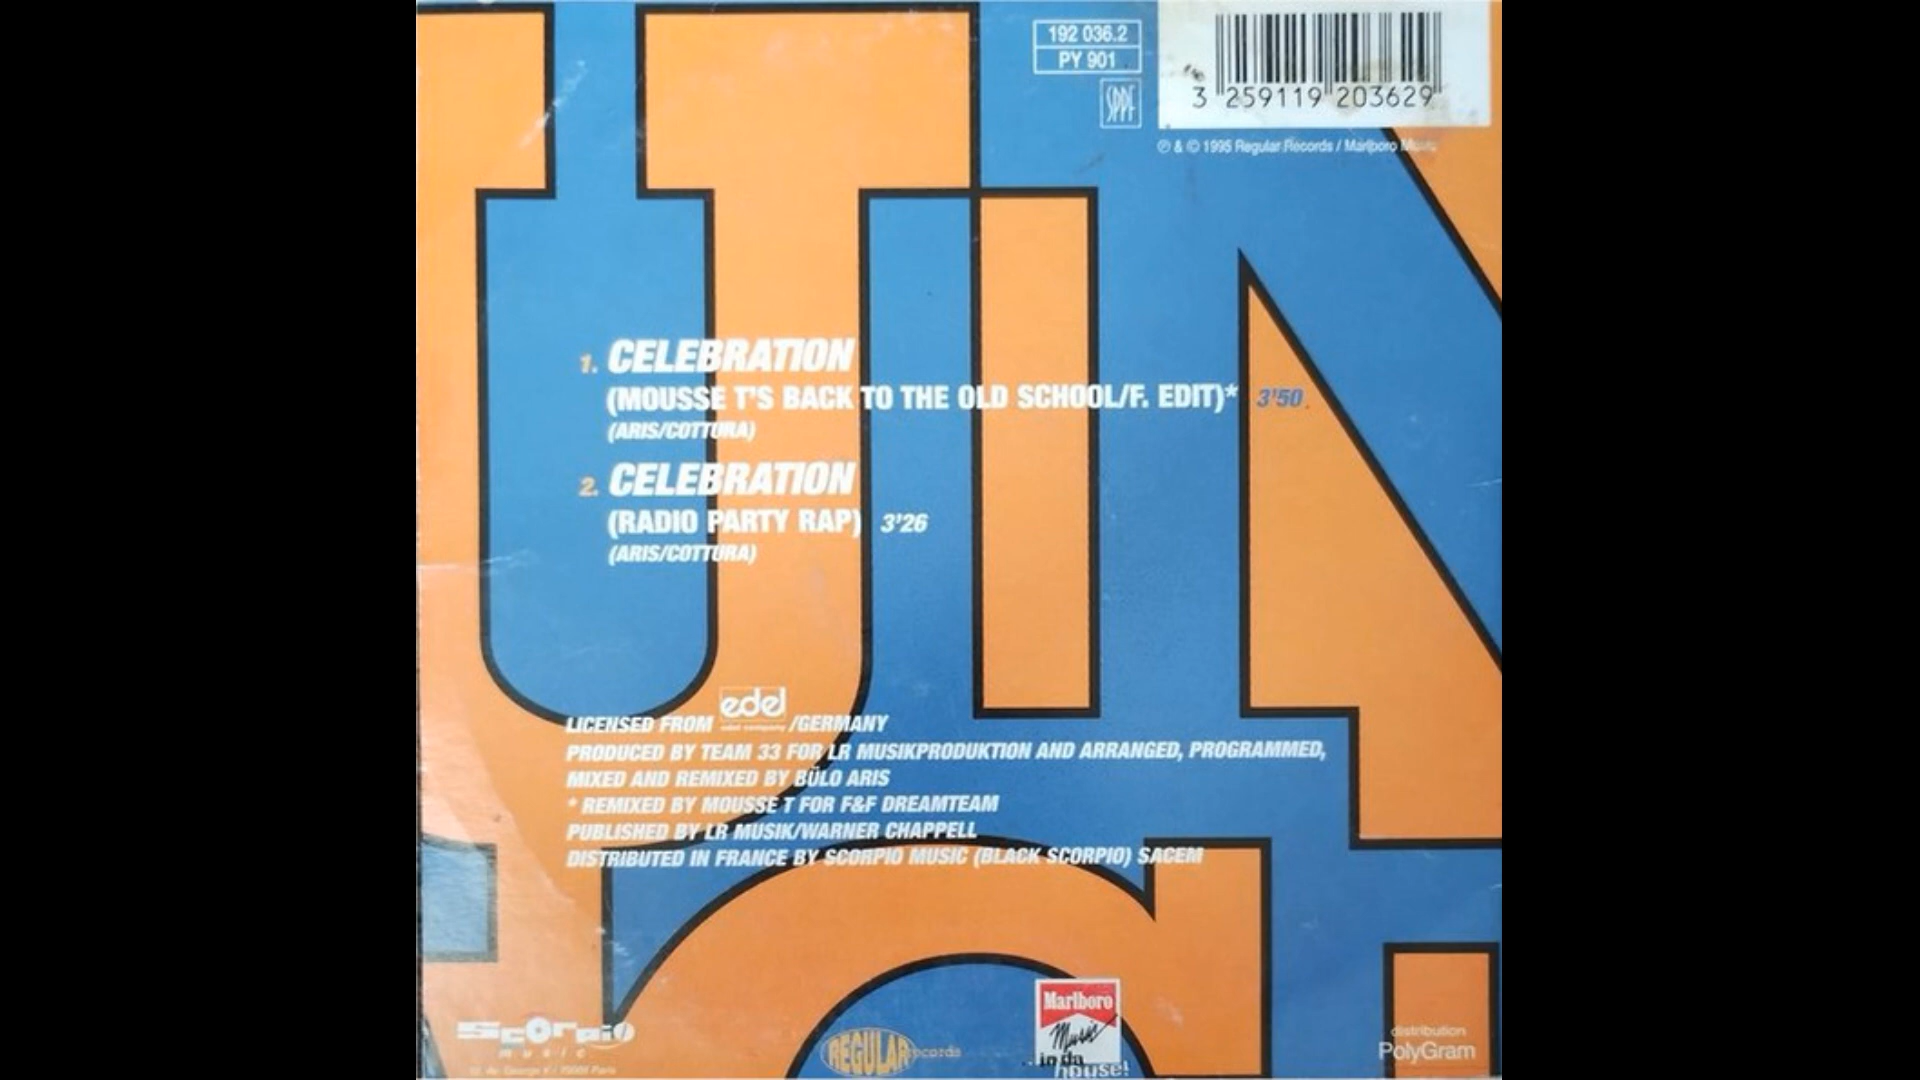 192 036.2
PY 901
SPPF
3 259119 203629
℗ & © 1995 Regular Records / Marlboro Music
1. CELEBRATION
(MOUSSE T'S BACK TO THE OLD SCHOOL/F. EDIT)* 3'50
(ARIS/COTTURA)
2. CELEBRATION
(RADIO PARTY RAP) 3'26
(ARIS/COTTURA)
LICENSED FROM edel /GERMANY
PRODUCED BY TEAM 33 FOR LR MUSIKPRODUKTION AND ARRANGED, PROGRAMMED,
MIXED AND REMIXED BY BÜLO ARIS
* REMIXED BY MOUSSE T FOR F&F DREAMTEAM
PUBLISHED BY LR MUSIK/WARNER CHAPPELL
DISTRIBUTED IN FRANCE BY SCORPIO MUSIC (BLACK SCORPIO) SACEM
scorpio
music
REGULAR records
Marlboro
Music
in da
house!
distribution
PolyGram